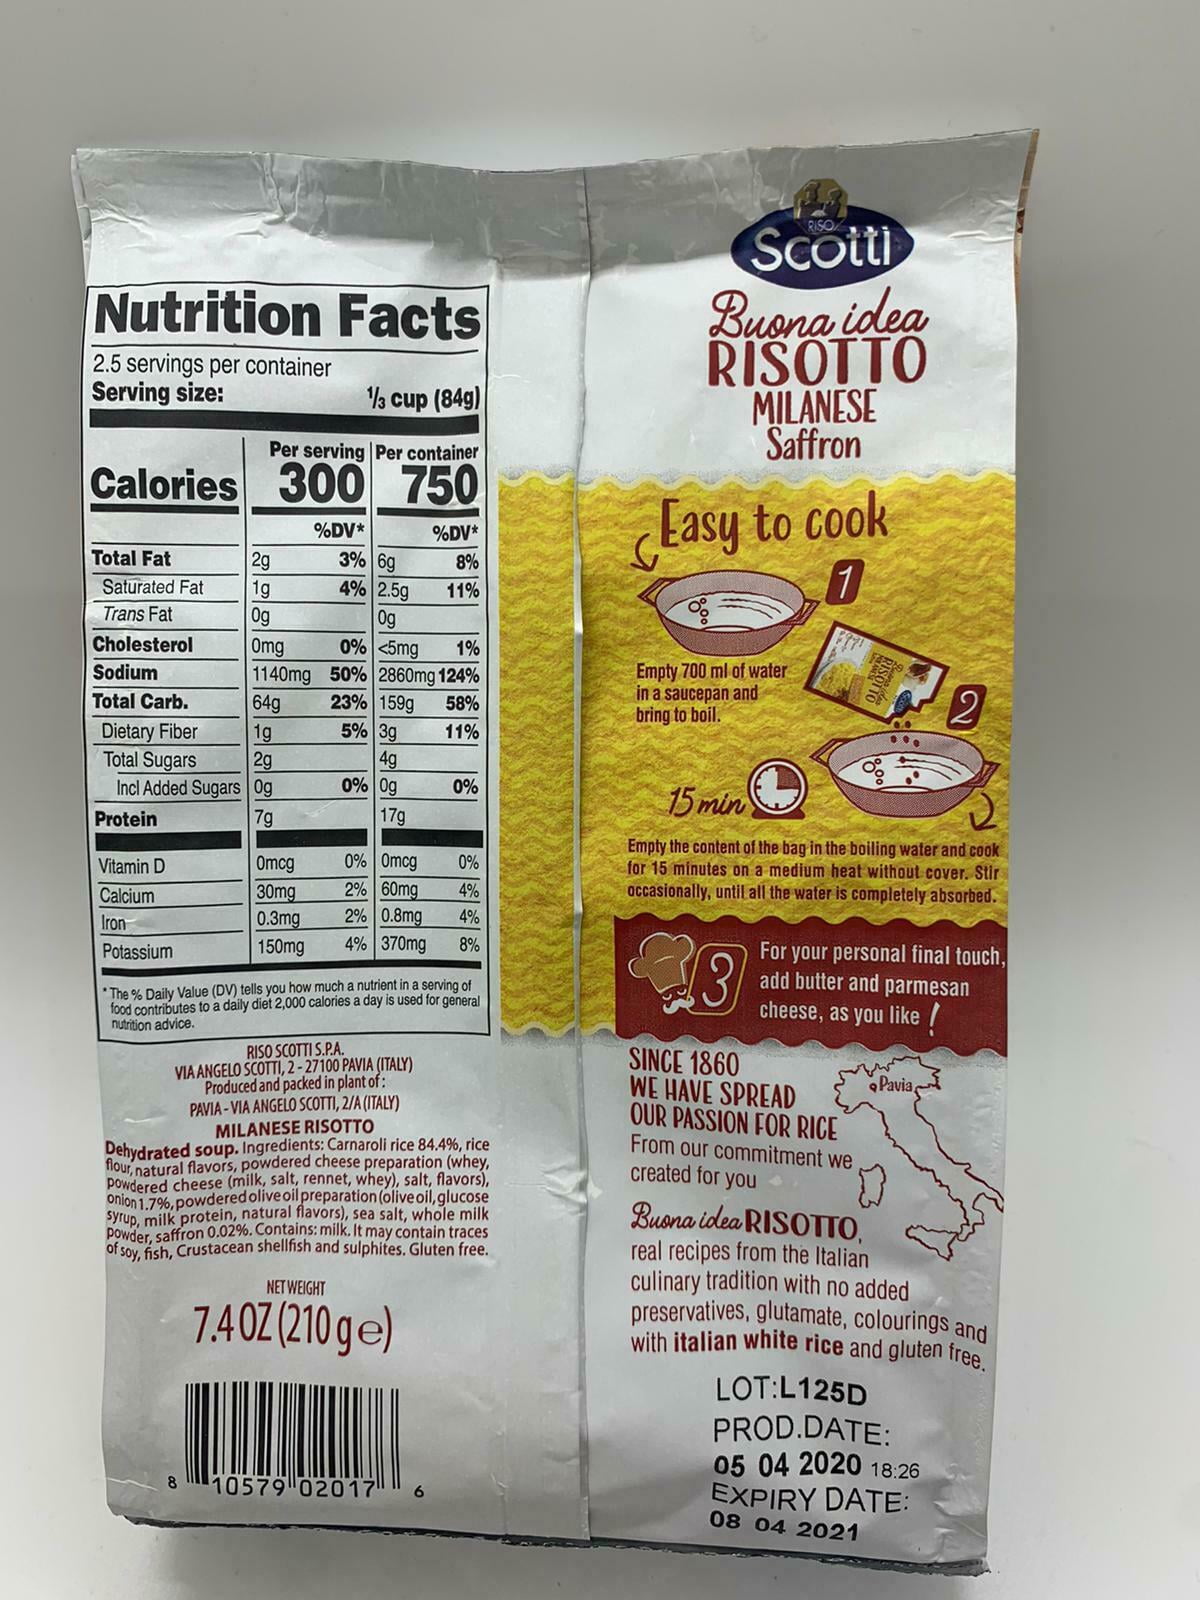 Nutrition Facts
2.5 servings per container
Serving size: 1/3 cup (84g)
Per serving Per container
Calories 300 750
%DV* %DV*
Total Fat 2g 3% 6g 8%
Saturated Fat 1g 4% 2.5g 11%
Trans Fat 0g 0g
Cholesterol 0mg 0% <5mg 1%
Sodium 1140mg 50% 2860mg 124%
Total Carb. 64g 23% 159g 58%
Dietary Fiber 1g 5% 3g 11%
Total Sugars 2g 4g
Incl Added Sugars 0g 0% 0g 0%
Protein 7g 17g
Vitamin D 0mcg 0% 0mcg 0%
Calcium 30mg 2% 60mg 4%
Iron 0.3mg 2% 0.8mg 4%
Potassium 150mg 4% 370mg 8%
* The % Daily Value (DV) tells you how much a nutrient in a serving of
food contributes to a daily diet 2,000 calories a day is used for general
nutrition advice.
RISO SCOTTI S.P.A.
VIA ANGELO SCOTTI, 2 - 27100 PAVIA (ITALY)
Produced and packed in plant of :
PAVIA - VIA ANGELO SCOTTI, 2/A (ITALY)
MILANESE RISOTTO
Dehydrated soup. Ingredients: Carnaroli rice 84.4%, rice
flour, natural flavors, powdered cheese preparation (whey,
powdered cheese (milk, salt, rennet, whey), salt, flavors),
onion 1.7%, powdered olive oil preparation (olive oil, glucose
syrup, milk protein, natural flavors), sea salt, whole milk
powder, saffron 0.02%. Contains: milk. It may contain traces
of soy, fish, Crustacean shellfish and sulphites. Gluten free.
NET WEIGHT
7.4 OZ (210 g e)
8 10579 02017 6
RISO
Scotti
Buona idea
RISOTTO
MILANESE
Saffron
Easy to cook
1
Empty 700 ml of water
in a saucepan and
bring to boil.
RISOTTO
2
15 min
Empty the content of the bag in the boiling water and cook
for 15 minutes on a medium heat without cover. Stir
occasionally, until all the water is completely absorbed.
3
For your personal final touch,
add butter and parmesan
cheese, as you like !
SINCE 1860
WE HAVE SPREAD
OUR PASSION FOR RICE
Pavia
From our commitment we
created for you
Buona idea RISOTTO,
real recipes from the Italian
culinary tradition with no added
preservatives, glutamate, colourings and
with italian white rice and gluten free.
LOT:L125D
PROD.DATE:
05 04 2020 18:26
EXPIRY DATE:
08 04 2021